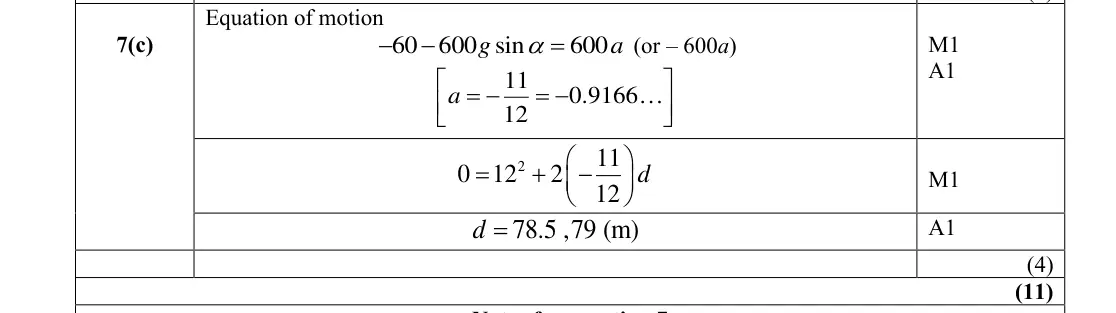 Equation of motion
7(c)
−60 − 600g sin α = 600a (or – 600a)
M1
A1
[a = −11/12 = −0.9166…]
0 = 12² + 2(−11/12)d
M1
d = 78.5 ,79 (m)
A1
(4)
(11)